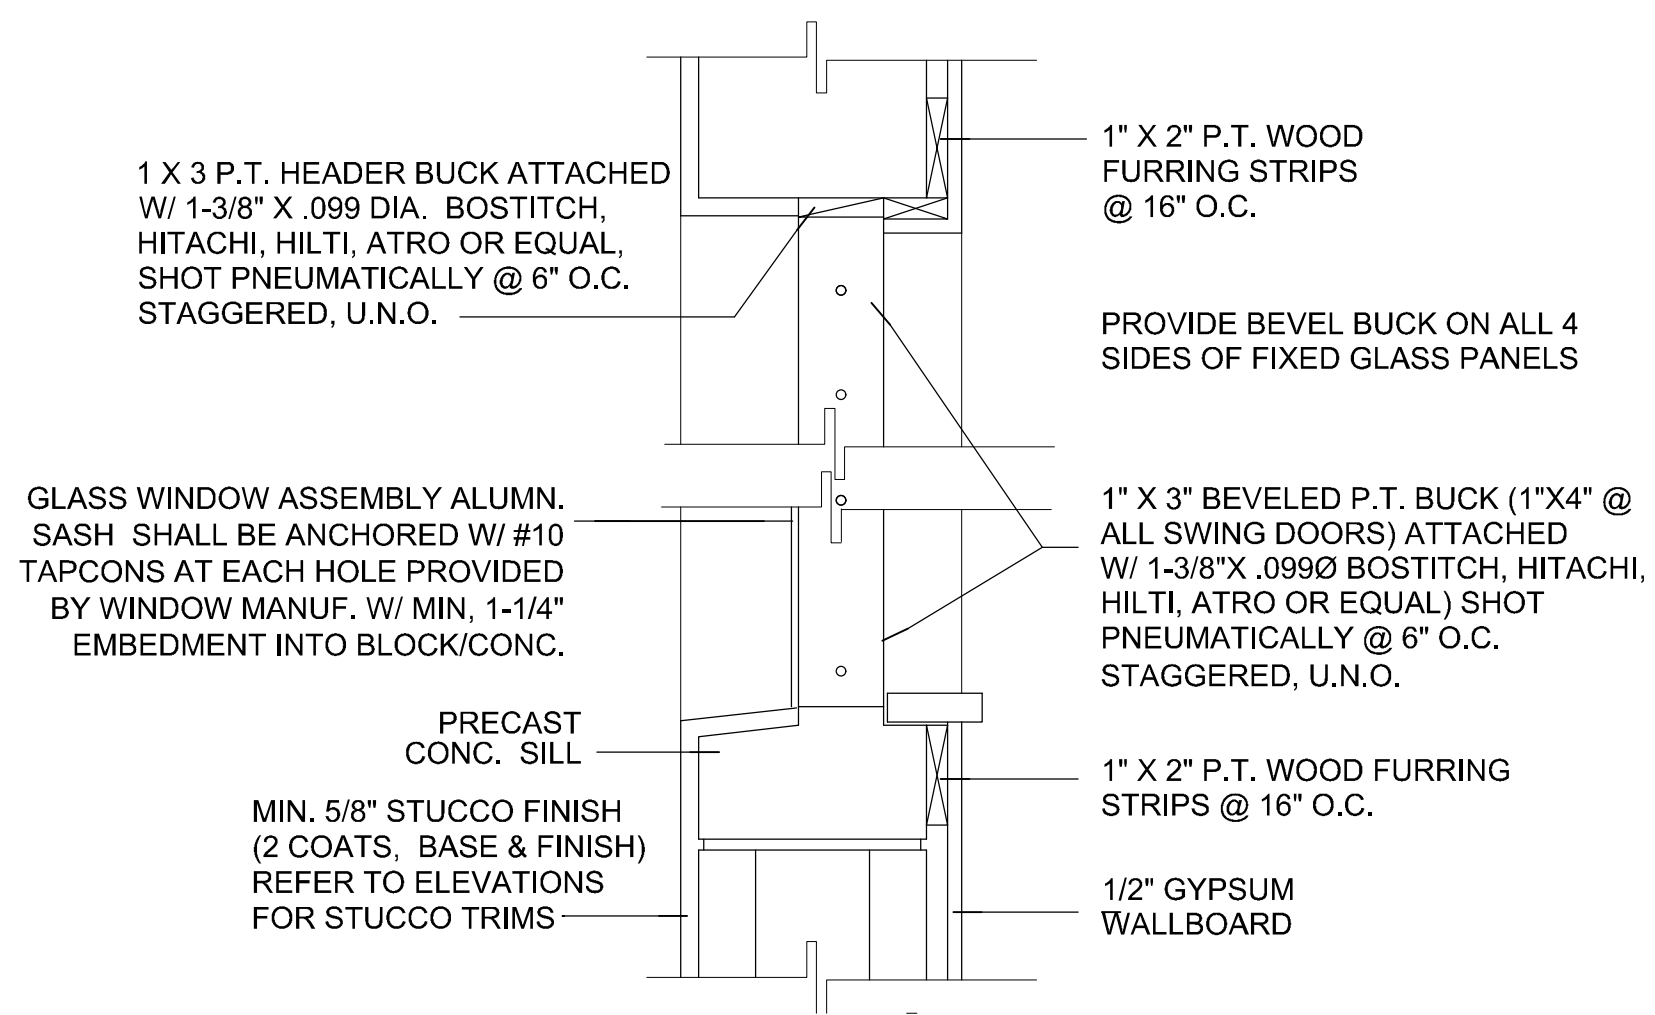 1 X 3 P.T. HEADER BUCK ATTACHED
W/ 1-3/8" X .099 DIA.  BOSTITCH,
HITACHI, HILTI, ATRO OR EQUAL,
SHOT PNEUMATICALLY @ 6" O.C.
STAGGERED, U.N.O.
GLASS WINDOW ASSEMBLY ALUMN.
SASH  SHALL BE ANCHORED W/ #10
TAPCONS AT EACH HOLE PROVIDED
BY WINDOW MANUF. W/ MIN, 1-1/4"
EMBEDMENT INTO BLOCK/CONC.
PRECAST
CONC.  SILL
MIN. 5/8" STUCCO FINISH
(2 COATS,  BASE & FINISH)
REFER TO ELEVATIONS
FOR STUCCO TRIMS
1" X 2" P.T. WOOD
FURRING STRIPS
@ 16" O.C.
PROVIDE BEVEL BUCK ON ALL 4
SIDES OF FIXED GLASS PANELS
1" X 3" BEVELED P.T. BUCK (1"X4" @
ALL SWING DOORS) ATTACHED
W/ 1-3/8"X .099Ø BOSTITCH, HITACHI,
HILTI, ATRO OR EQUAL) SHOT
PNEUMATICALLY @ 6" O.C.
STAGGERED, U.N.O.
1" X 2" P.T. WOOD FURRING
STRIPS @ 16" O.C.
1/2" GYPSUM
WALLBOARD